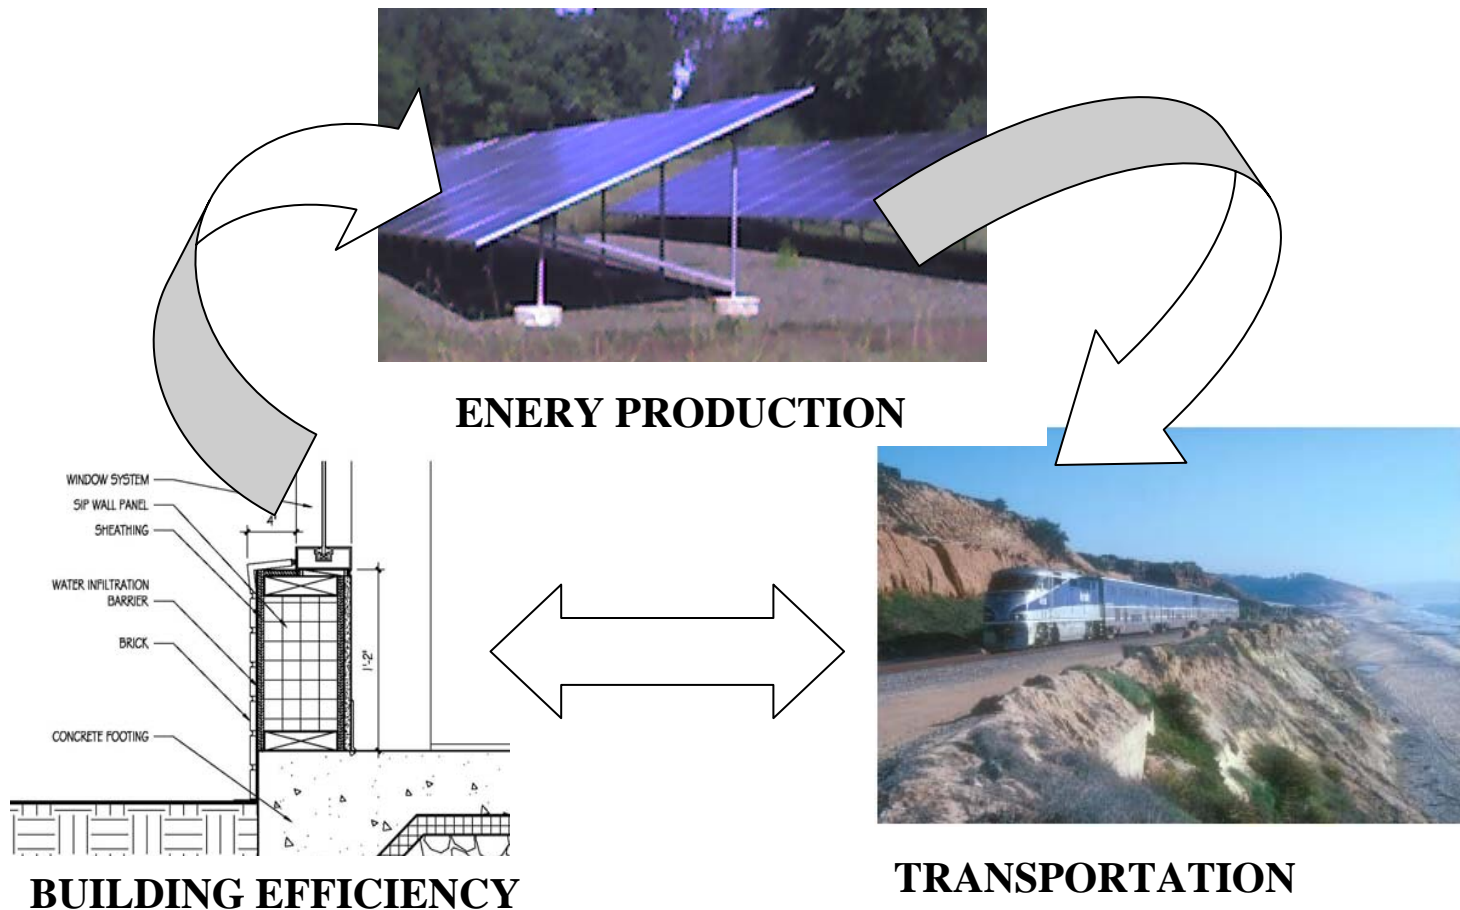 ENERY PRODUCTION
WINDOW SYSTEM
SIP WALL PANEL
4"
SHEATHING
WATER INFILTRATION
BARRIER
BRICK
1'-2"
CONCRETE FOOTING
BUILDING EFFICIENCY
TRANSPORTATION